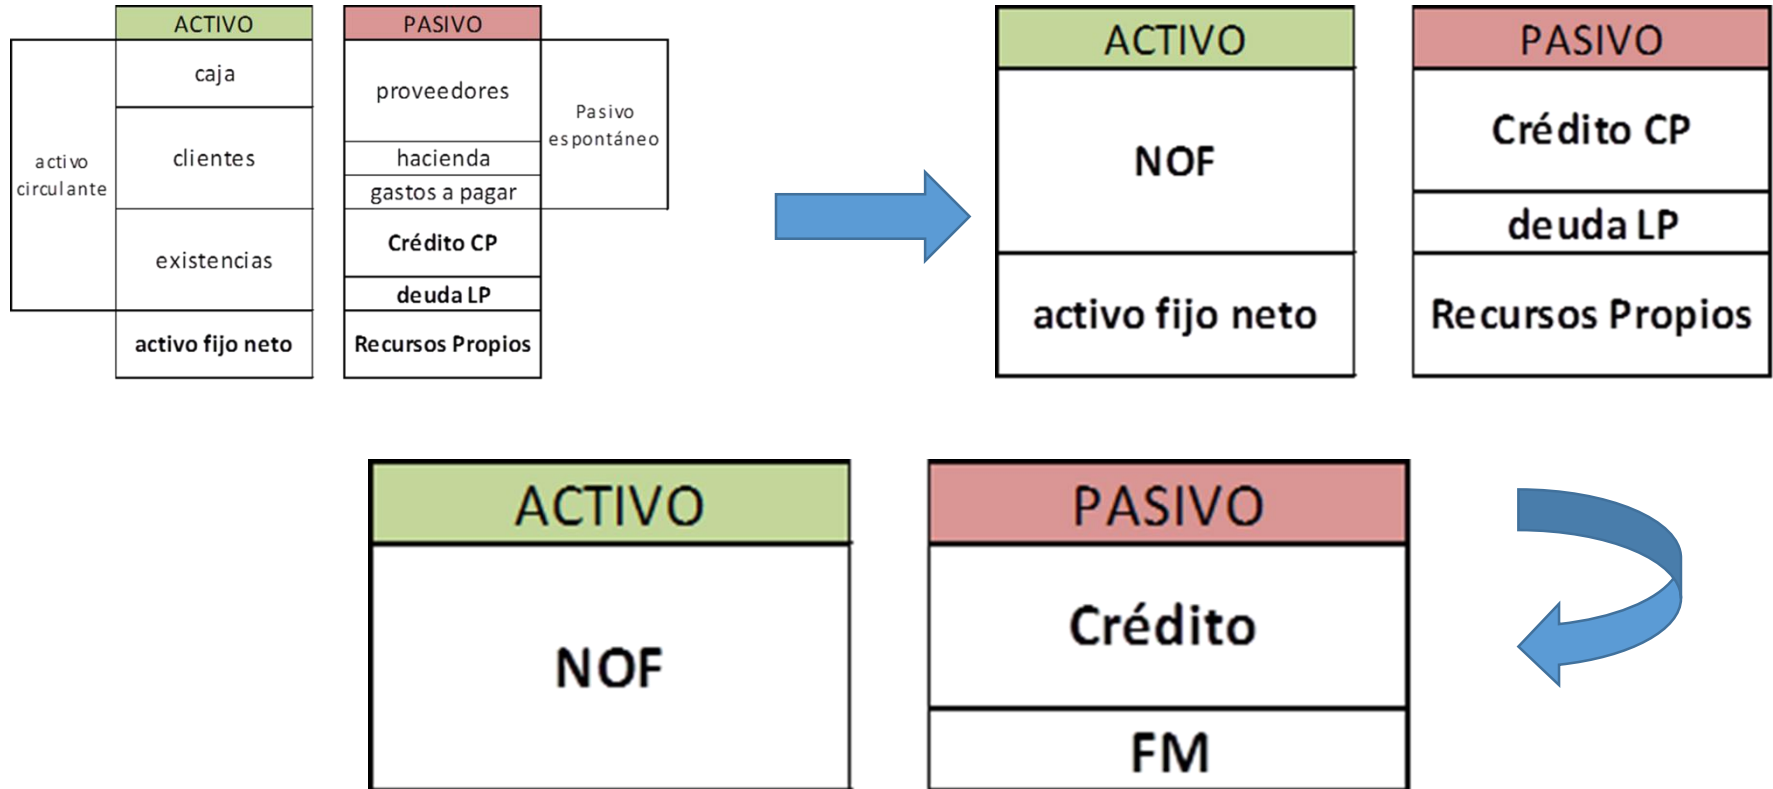 ACTIVO
PASIVO
activo
circulante
caja
clientes
existencias
activo fijo neto
proveedores
hacienda
gastos a pagar
Crédito CP
deuda LP
Recursos Propios
Pasivo
espontáneo
ACTIVO
NOF
activo fijo neto
PASIVO
Crédito CP
deuda LP
Recursos Propios
ACTIVO
NOF
PASIVO
Crédito
FM